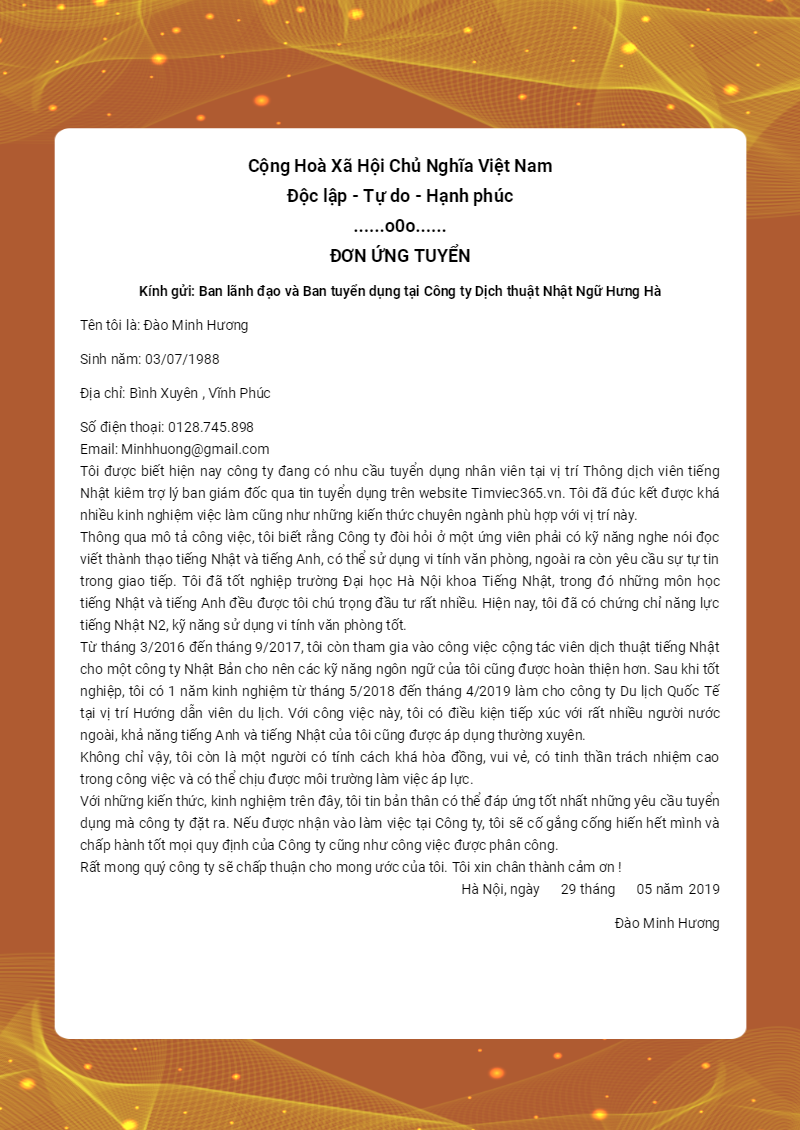 Cộng Hoà Xã Hội Chủ Nghĩa Việt Nam
Độc lập - Tự do - Hạnh phúc
......o0o......
ĐƠN ỨNG TUYỂN
Kính gửi: Ban lãnh đạo và Ban tuyển dụng tại Công ty Dịch thuật Nhật Ngữ Hưng Hà
Tên tôi là: Đào Minh Hương
Sinh năm: 03/07/1988
Địa chỉ: Bình Xuyên , Vĩnh Phúc
Số điện thoại: 0128.745.898
Email: Minhhuong@gmail.com
Tôi được biết hiện nay công ty đang có nhu cầu tuyển dụng nhân viên tại vị trí Thông dịch viên tiếng
Nhật kiêm trợ lý ban giám đốc qua tin tuyển dụng trên website Timviec365.vn. Tôi đã đúc kết được khá
nhiều kinh nghiệm việc làm cũng như những kiến thức chuyên ngành phù hợp với vị trí này.
Thông qua mô tả công việc, tôi biết rằng Công ty đòi hỏi ở một ứng viên phải có kỹ năng nghe nói đọc
viết thành thạo tiếng Nhật và tiếng Anh, có thể sử dụng vi tính văn phòng, ngoài ra còn yêu cầu sự tự tin
trong giao tiếp. Tôi đã tốt nghiệp trường Đại học Hà Nội khoa Tiếng Nhật, trong đó những môn học
tiếng Nhật và tiếng Anh đều được tôi chú trọng đầu tư rất nhiều. Hiện nay, tôi đã có chứng chỉ năng lực
tiếng Nhật N2, kỹ năng sử dụng vi tính văn phòng tốt.
Từ tháng 3/2016 đến tháng 9/2017, tôi còn tham gia vào công việc cộng tác viên dịch thuật tiếng Nhật
cho một công ty Nhật Bản cho nên các kỹ năng ngôn ngữ của tôi cũng được hoàn thiện hơn. Sau khi tốt
nghiệp, tôi có 1 năm kinh nghiệm từ tháng 5/2018 đến tháng 4/2019 làm cho công ty Du lịch Quốc Tế
tại vị trí Hướng dẫn viên du lịch. Với công việc này, tôi có điều kiện tiếp xúc với rất nhiều người nước
ngoài, khả năng tiếng Anh và tiếng Nhật của tôi cũng được áp dụng thường xuyên.
Không chỉ vậy, tôi còn là một người có tính cách khá hòa đồng, vui vẻ, có tinh thần trách nhiệm cao
trong công việc và có thể chịu được môi trường làm việc áp lực.
Với những kiến thức, kinh nghiệm trên đây, tôi tin bản thân có thể đáp ứng tốt nhất những yêu cầu tuyển
dụng mà công ty đặt ra. Nếu được nhận vào làm việc tại Công ty, tôi sẽ cố gắng cống hiến hết mình và
chấp hành tốt mọi quy định của Công ty cũng như công việc được phân công.
Rất mong quý công ty sẽ chấp thuận cho mong ước của tôi. Tôi xin chân thành cảm ơn !
Hà Nội, ngày 29 tháng 05 năm 2019
Đào Minh Hương